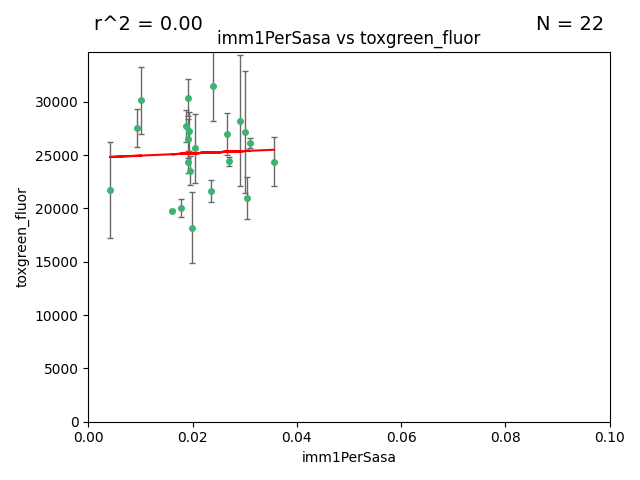 r^2 = 0.00
N = 22
imm1PerSasa vs toxgreen_fluor
30000
25000
20000
15000
10000
5000
0
toxgreen_fluor
0.00
0.02
0.04
0.06
0.08
0.10
imm1PerSasa